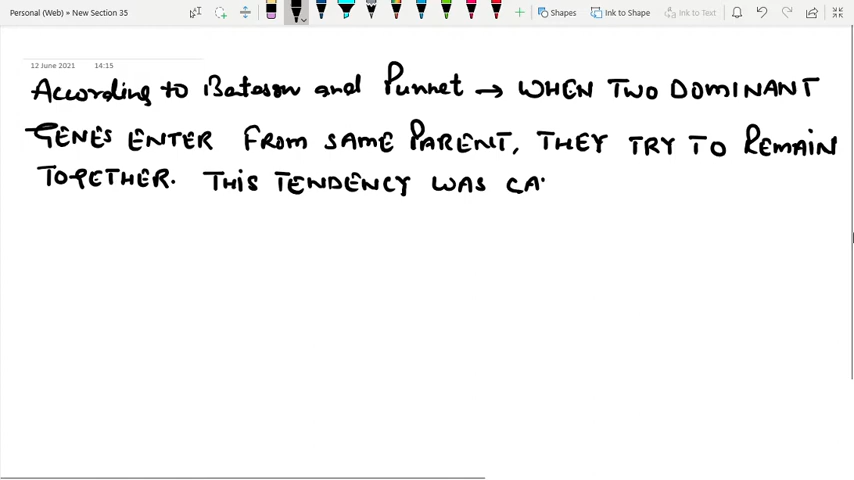 Personal (Web) » New Section 35
Shapes
Ink to Shape
Ink to Text
12 June 2021 14:15
According to Bateson and Punnet → WHEN TWO DOMINANT
GENES ENTER FROM SAME PARENT, THEY TRY TO REMAIN
TOGETHER. THIS TENDENCY WAS CA